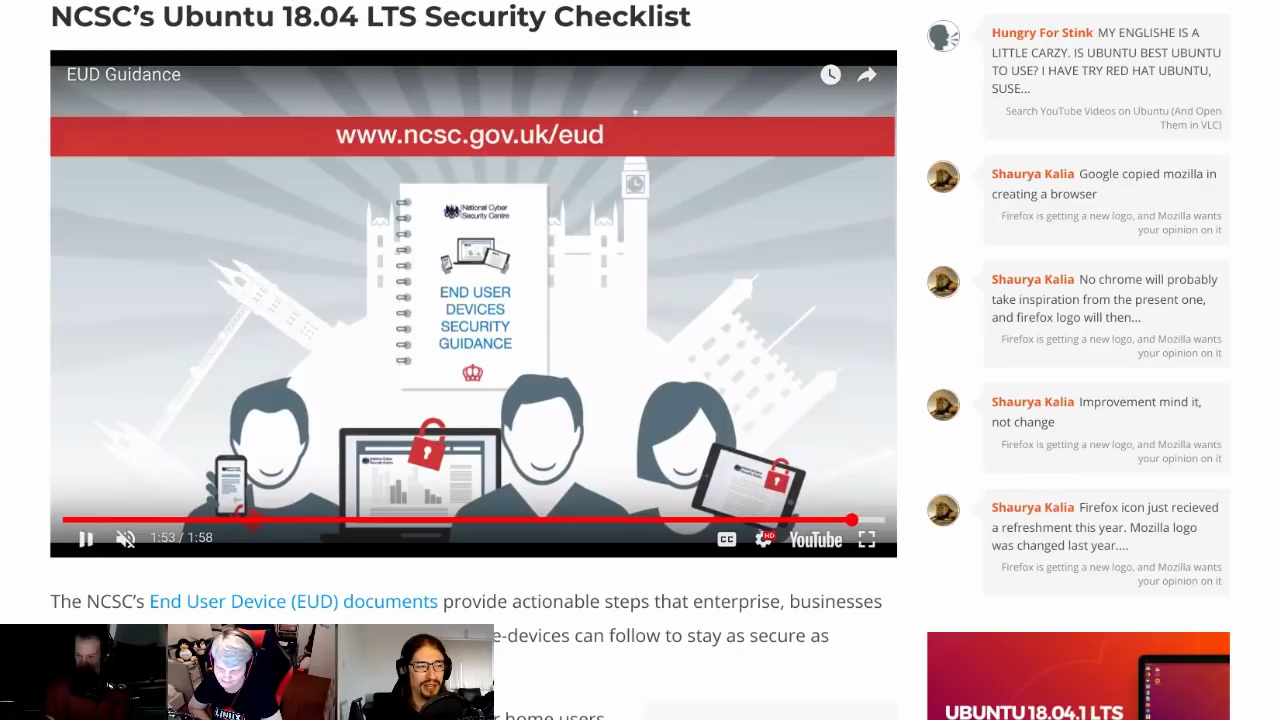 NCSC’s Ubuntu 18.04 LTS Security Checklist
EUD Guidance
www.ncsc.gov.uk/eud
National Cyber
Security Centre
END USER
DEVICES
SECURITY
GUIDANCE
1:53 / 1:58
CC
HD
YouTube
The NCSC’s End User Device (EUD) documents provide actionable steps that enterprise, businesses
e-devices can follow to stay as secure as
r home users
Hungry For Stink MY ENGLISHE IS A
LITTLE CARZY. IS UBUNTU BEST UBUNTU
TO USE? I HAVE TRY RED HAT UBUNTU,
SUSE...
Search YouTube Videos on Ubuntu (And Open
Them in VLC)
Shaurya Kalia Google copied mozilla in
creating a browser
Firefox is getting a new logo, and Mozilla wants
your opinion on it
Shaurya Kalia No chrome will probably
take inspiration from the present one,
and firefox logo will then...
Firefox is getting a new logo, and Mozilla wants
your opinion on it
Shaurya Kalia Improvement mind it,
not change
Firefox is getting a new logo, and Mozilla wants
your opinion on it
Shaurya Kalia Firefox icon just recieved
a refreshment this year. Mozilla logo
was changed last year....
Firefox is getting a new logo, and Mozilla wants
your opinion on it
UBUNTU 18.04.1 LTS